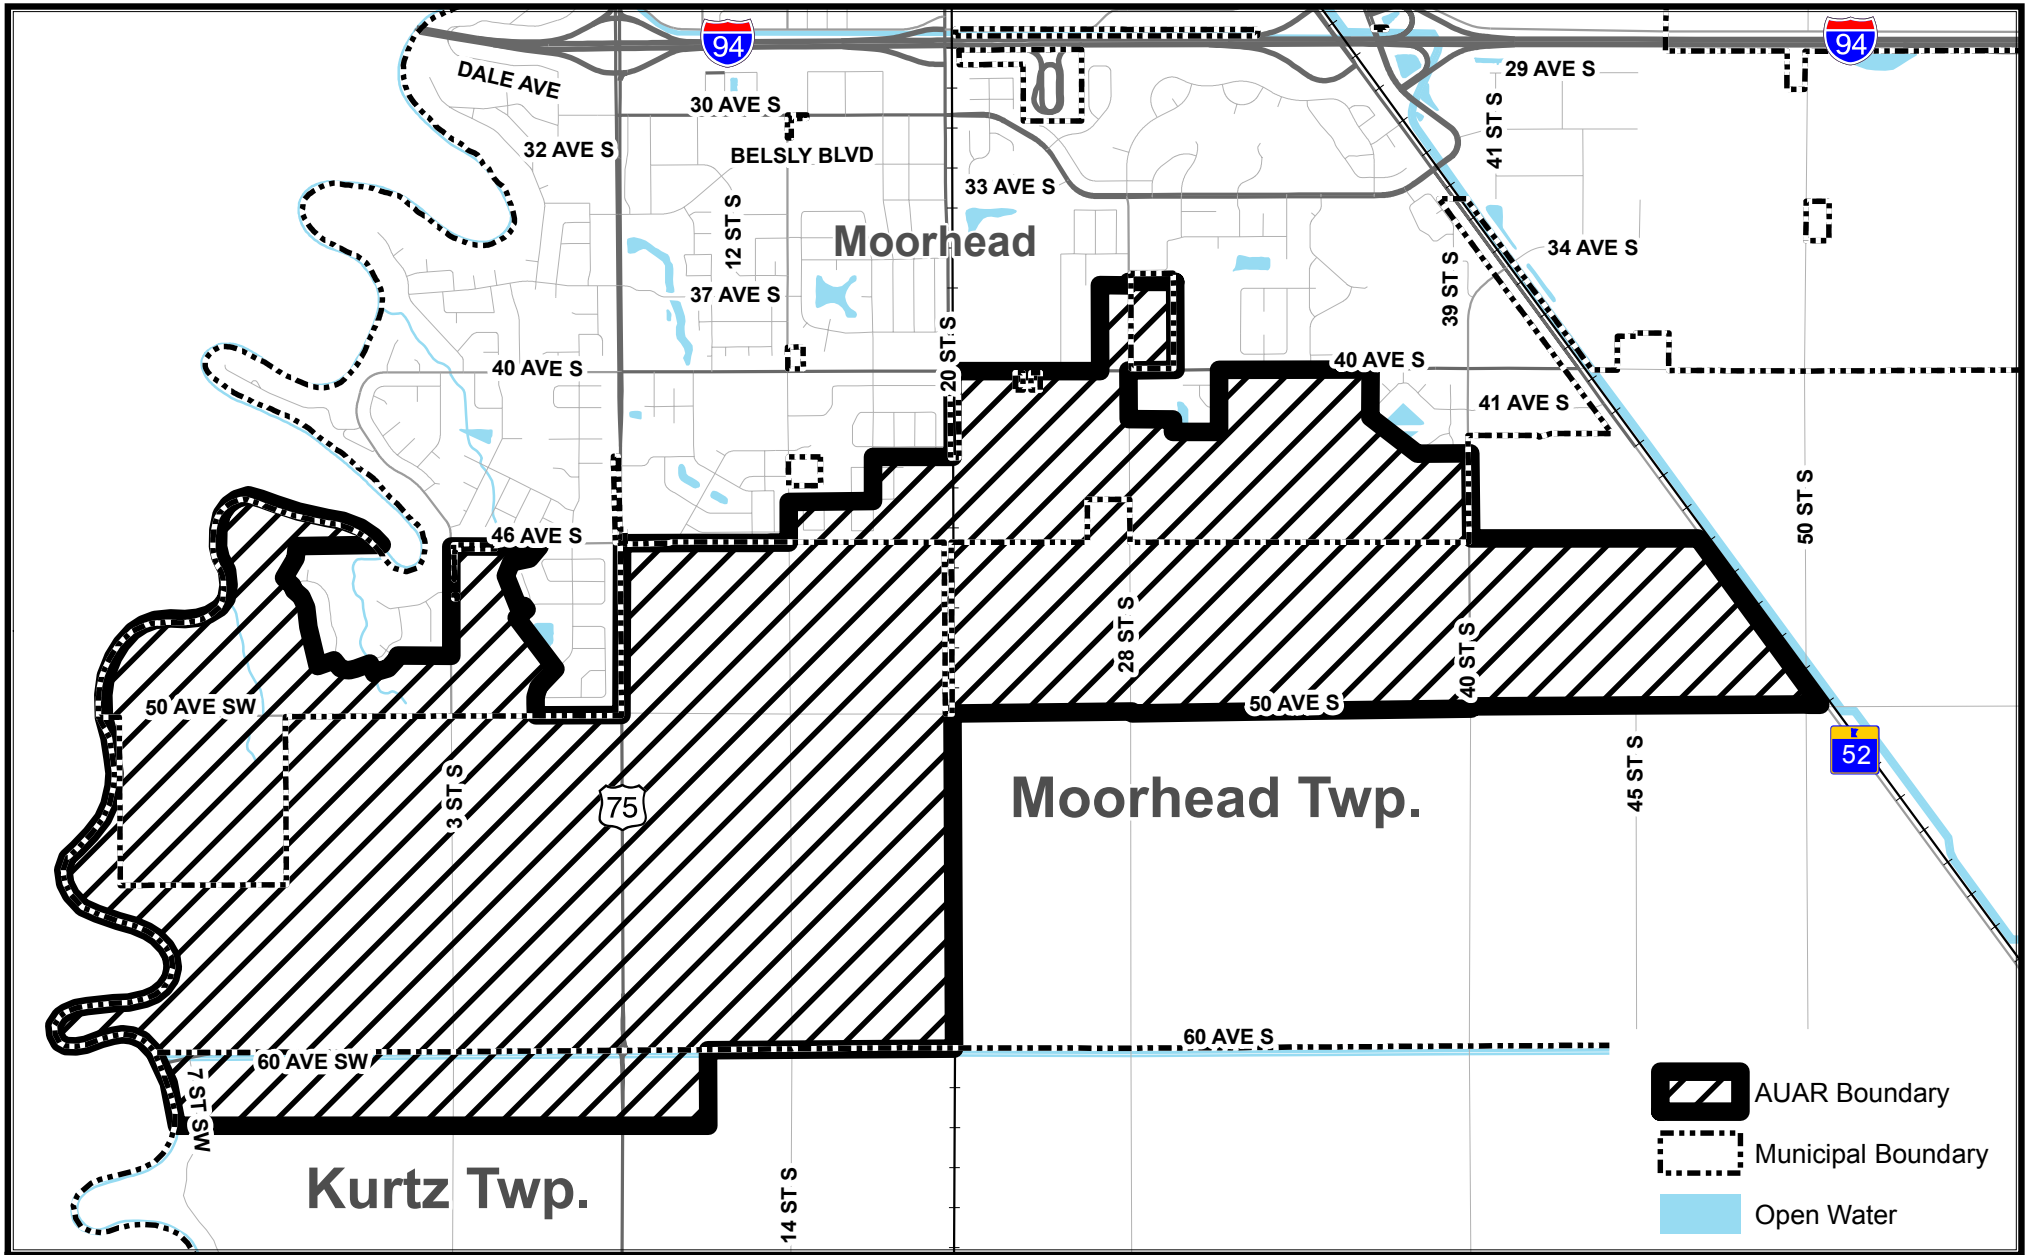 94
94
DALE AVE
29 AVE S
30 AVE S
41 ST S
32 AVE S
BELSLY BLVD
33 AVE S
12 ST S
Moorhead
34 AVE S
39 ST S
37 AVE S
20 ST S
40 AVE S
40 AVE S
41 AVE S
50 ST S
46 AVE S
28 ST S
40 ST S
50 AVE SW
50 AVE S
52
3 ST S
75
Moorhead Twp.
45 ST S
60 AVE S
60 AVE SW
7 ST SW
AUAR Boundary
Municipal Boundary
Kurtz Twp.
14 ST S
Open Water